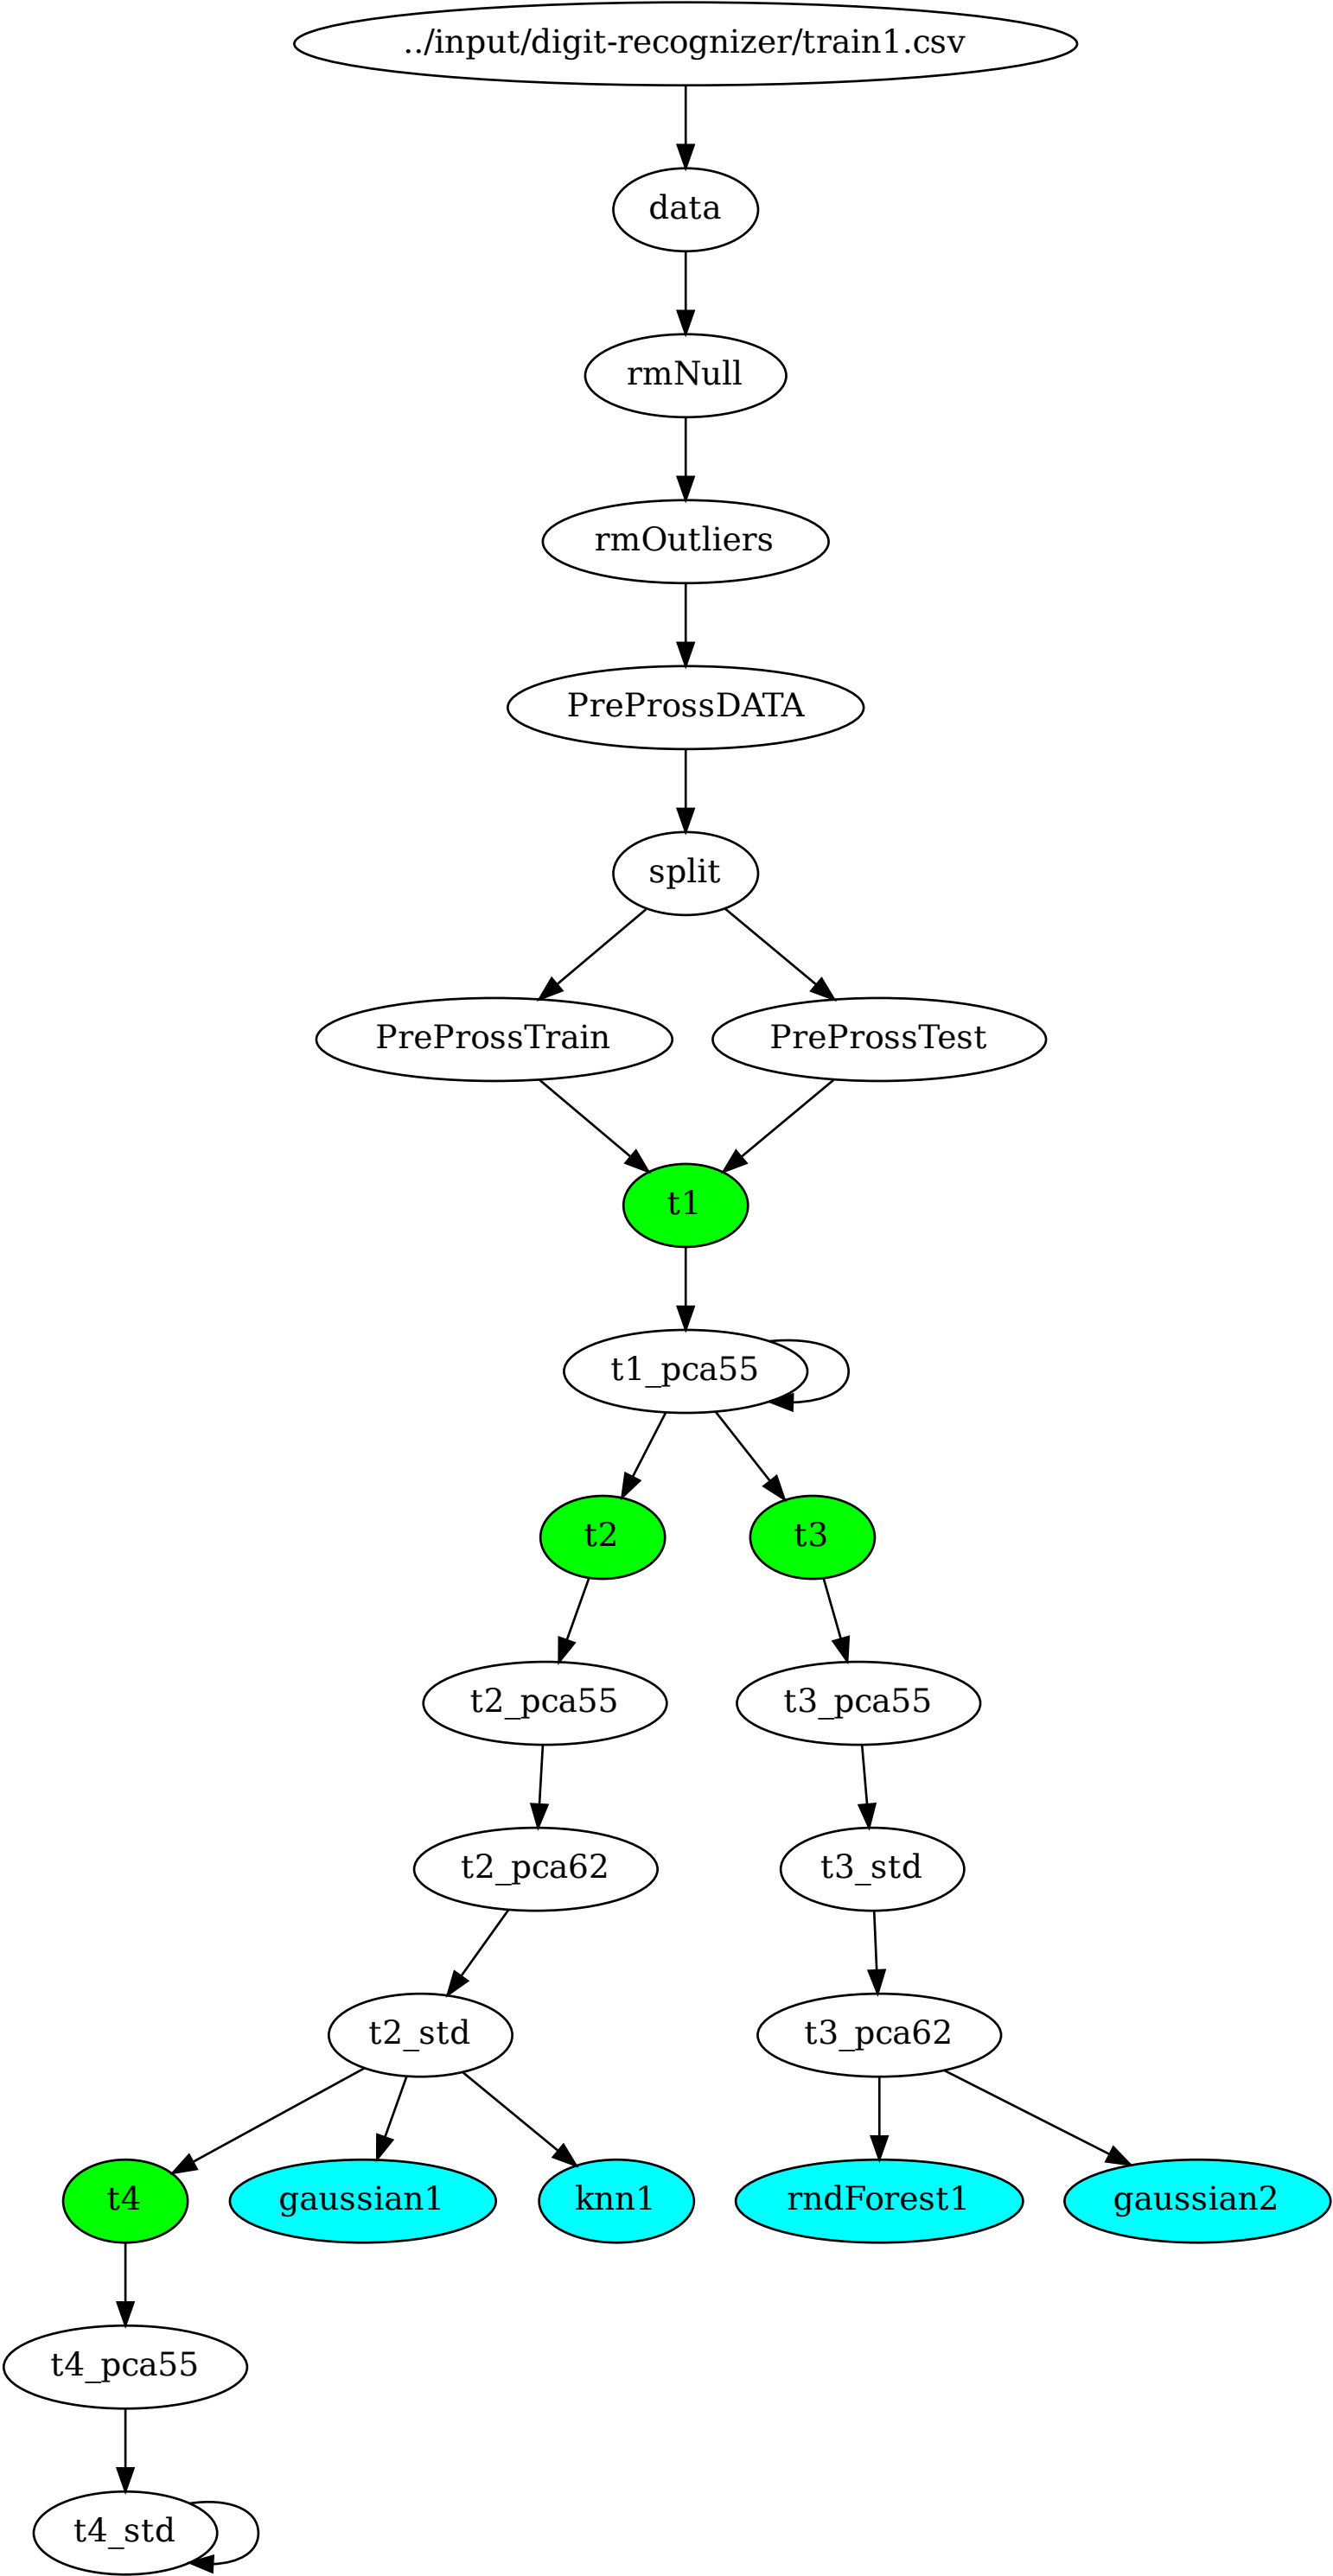 ../input/digit-recognizer/train1.csv
data
rmNull
rmOutliers
PreProssDATA
split
PreProssTrain
PreProssTest
t1
t1_pca55
t2
t3
t2_pca55
t3_pca55
t2_pca62
t3_std
t2_std
t3_pca62
t4
gaussian1
knn1
rndForest1
gaussian2
t4_pca55
t4_std